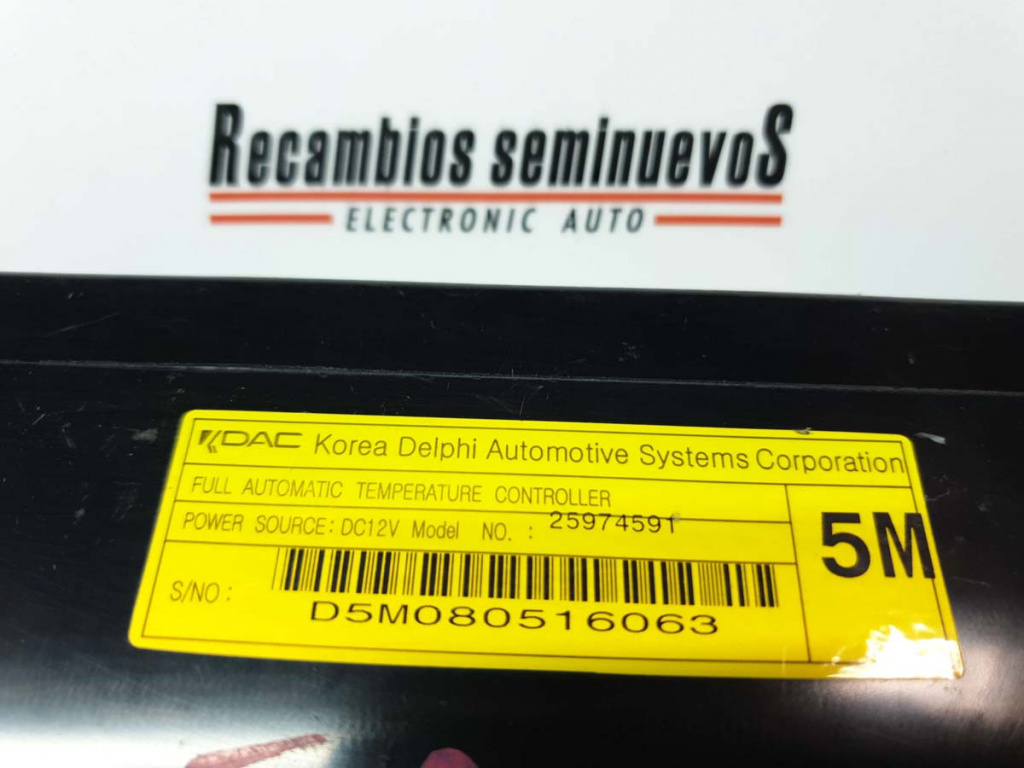 Recambios seminuevoS
ELECTRONIC AUTO
KDAC Korea Delphi Automotive Systems Corporation
FULL AUTOMATIC TEMPERATURE CONTROLLER
POWER SOURCE: DC12V Model NO. : 25974591
5M
S/NO :
D5M080516063